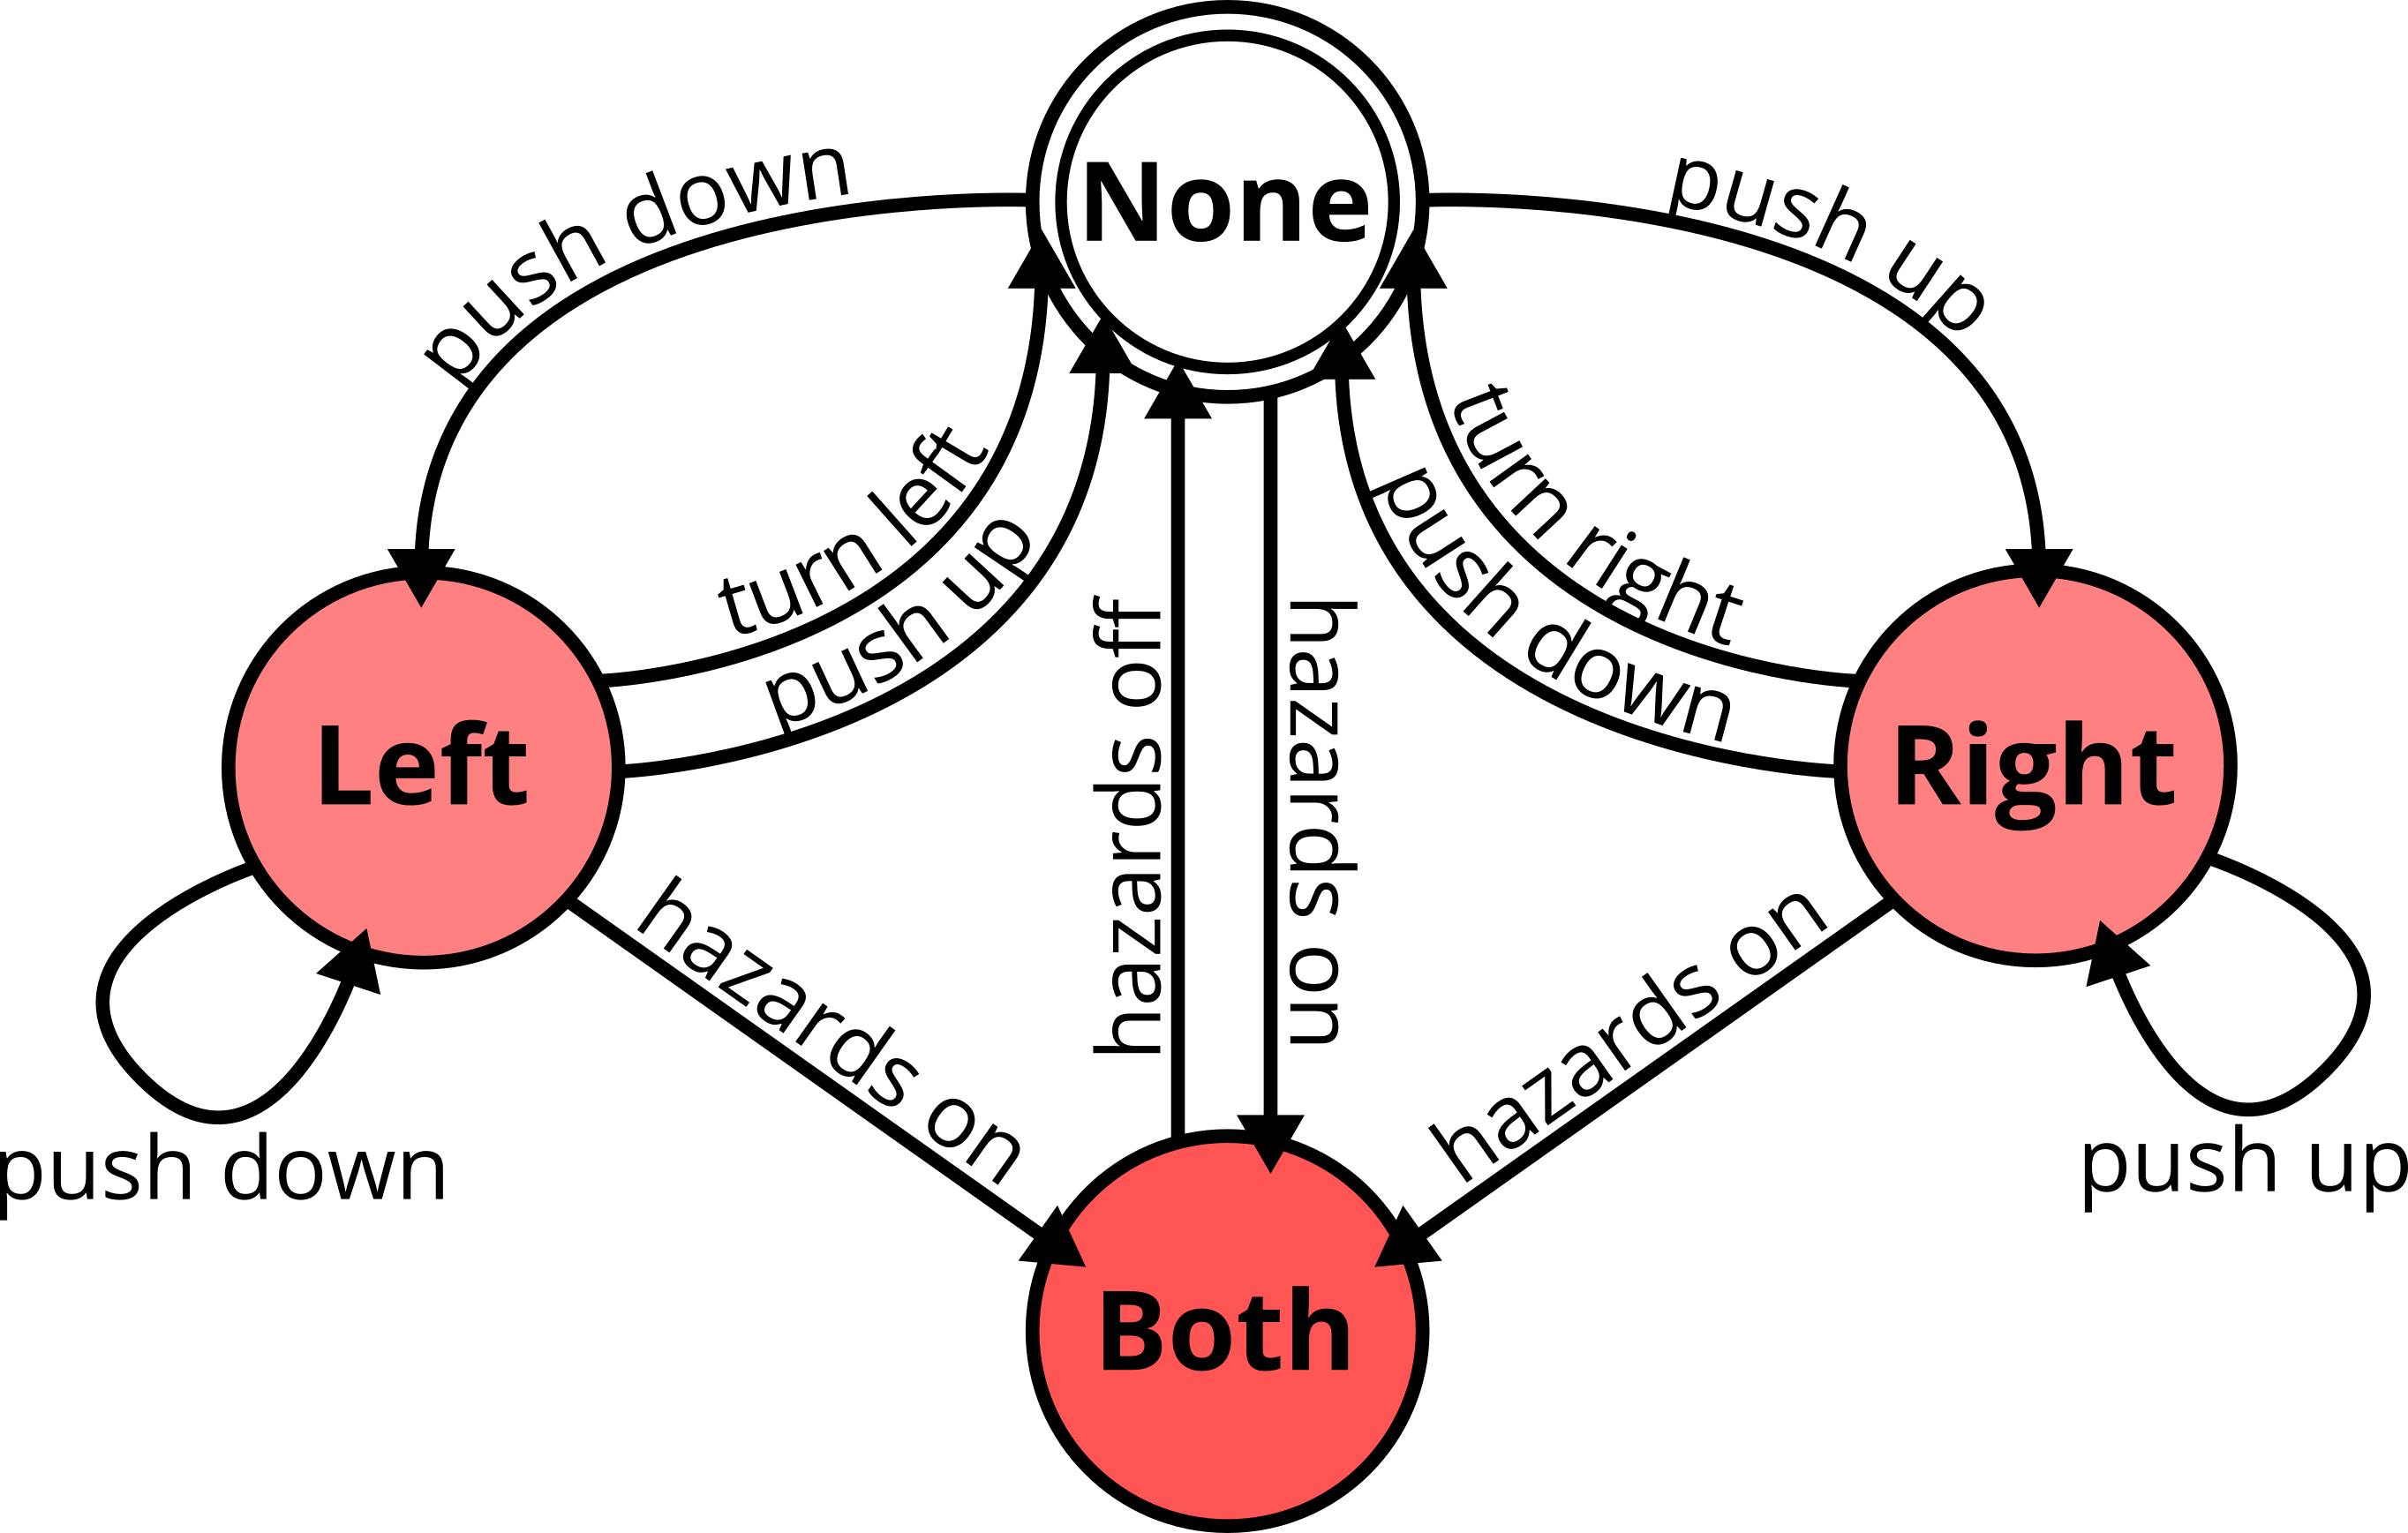 None
push down
push up
turn left
push up
turn right
push down
hazards off
hazards on
Left
Right
hazards on
hazards on
push down
push up
Both